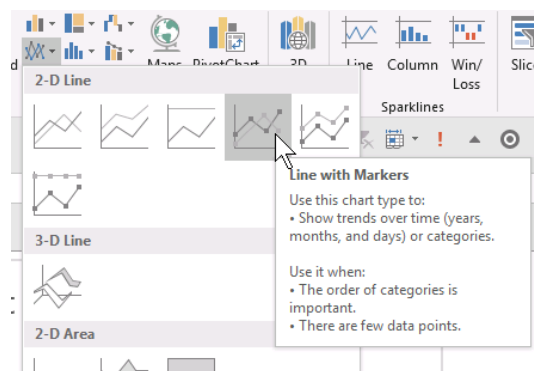 Maps PivotChart 3D Line Column Win/
Loss
Slic
Sparklines
2-D Line
Line with Markers
Use this chart type to:
• Show trends over time (years,
months, and days) or categories.
Use it when:
• The order of categories is
important.
• There are few data points.
3-D Line
2-D Area